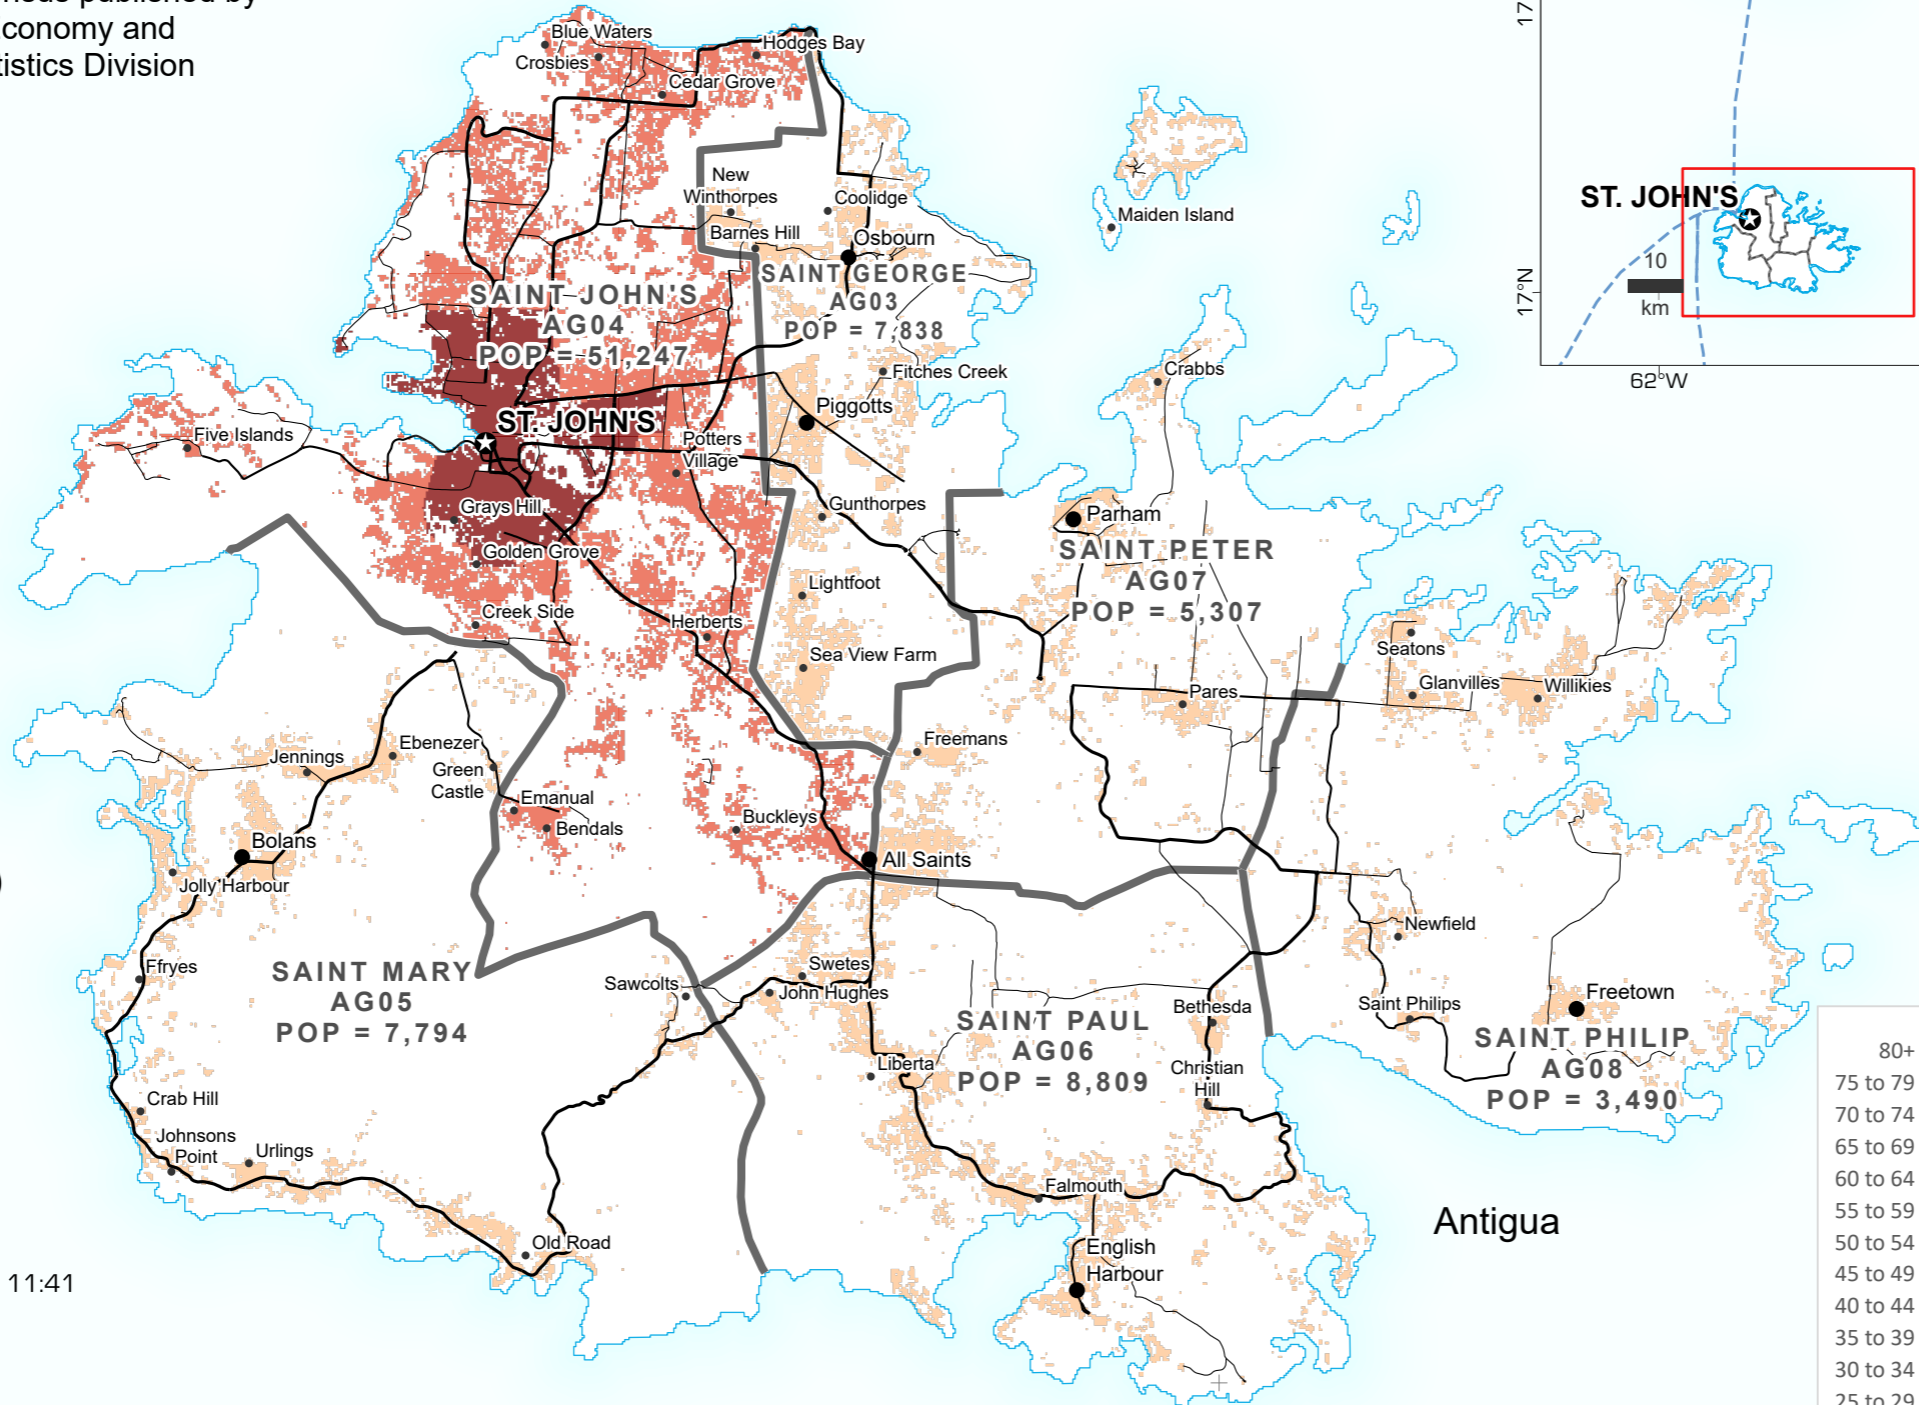 conomy and
tistics Division
Blue Waters
Crosbies
Hodges Bay
Cedar Grove
New
Winthorpes
Coolidge
Barnes Hill
Osbourn
Maiden Island
SAINT GEORGE
AG03
POP = 7,838
SAINT JOHN'S
AG04
POP = 51,247
Fitches Creek
Crabbs
Piggotts
ST. JOHN'S
Five Islands
Potters
Village
Grays Hill
Gunthorpes
Parham
Golden Grove
SAINT PETER
AG07
POP = 5,307
Lightfoot
Creek Side
Herberts
Sea View Farm
Seatons
Glanvilles
Willikies
Pares
Freemans
Jennings
Ebenezer
Green
Castle
Emanual
Bendals
Buckleys
Bolans
All Saints
Jolly Harbour
Newfield
Ffryes
SAINT MARY
AG05
POP = 7,794
Sawcolts
Swetes
John Hughes
SAINT PAUL
AG06
POP = 8,809
Bethesda
Saint Philips
Freetown
SAINT PHILIP
AG08
POP = 3,490
Liberta
Christian
Hill
Crab Hill
Johnsons
Point
Urlings
Falmouth
Old Road
English
Harbour
Antigua
11:41
17
17°N
62°W
ST. JOHN'S
10
km
80+
75 to 79
70 to 74
65 to 69
60 to 64
55 to 59
50 to 54
45 to 49
40 to 44
35 to 39
30 to 34
25 to 29